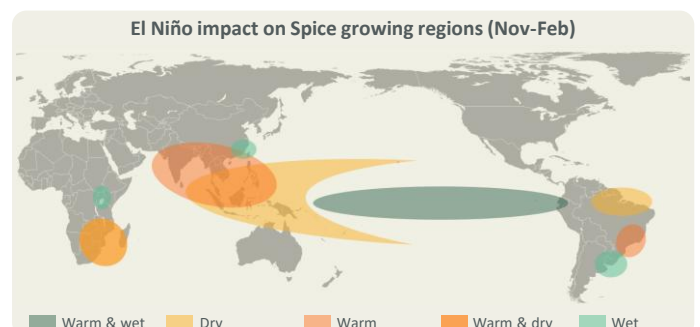 El Niño impact on Spice growing regions (Nov-Feb)
Warm & wet Dry Warm Warm & dry Wet